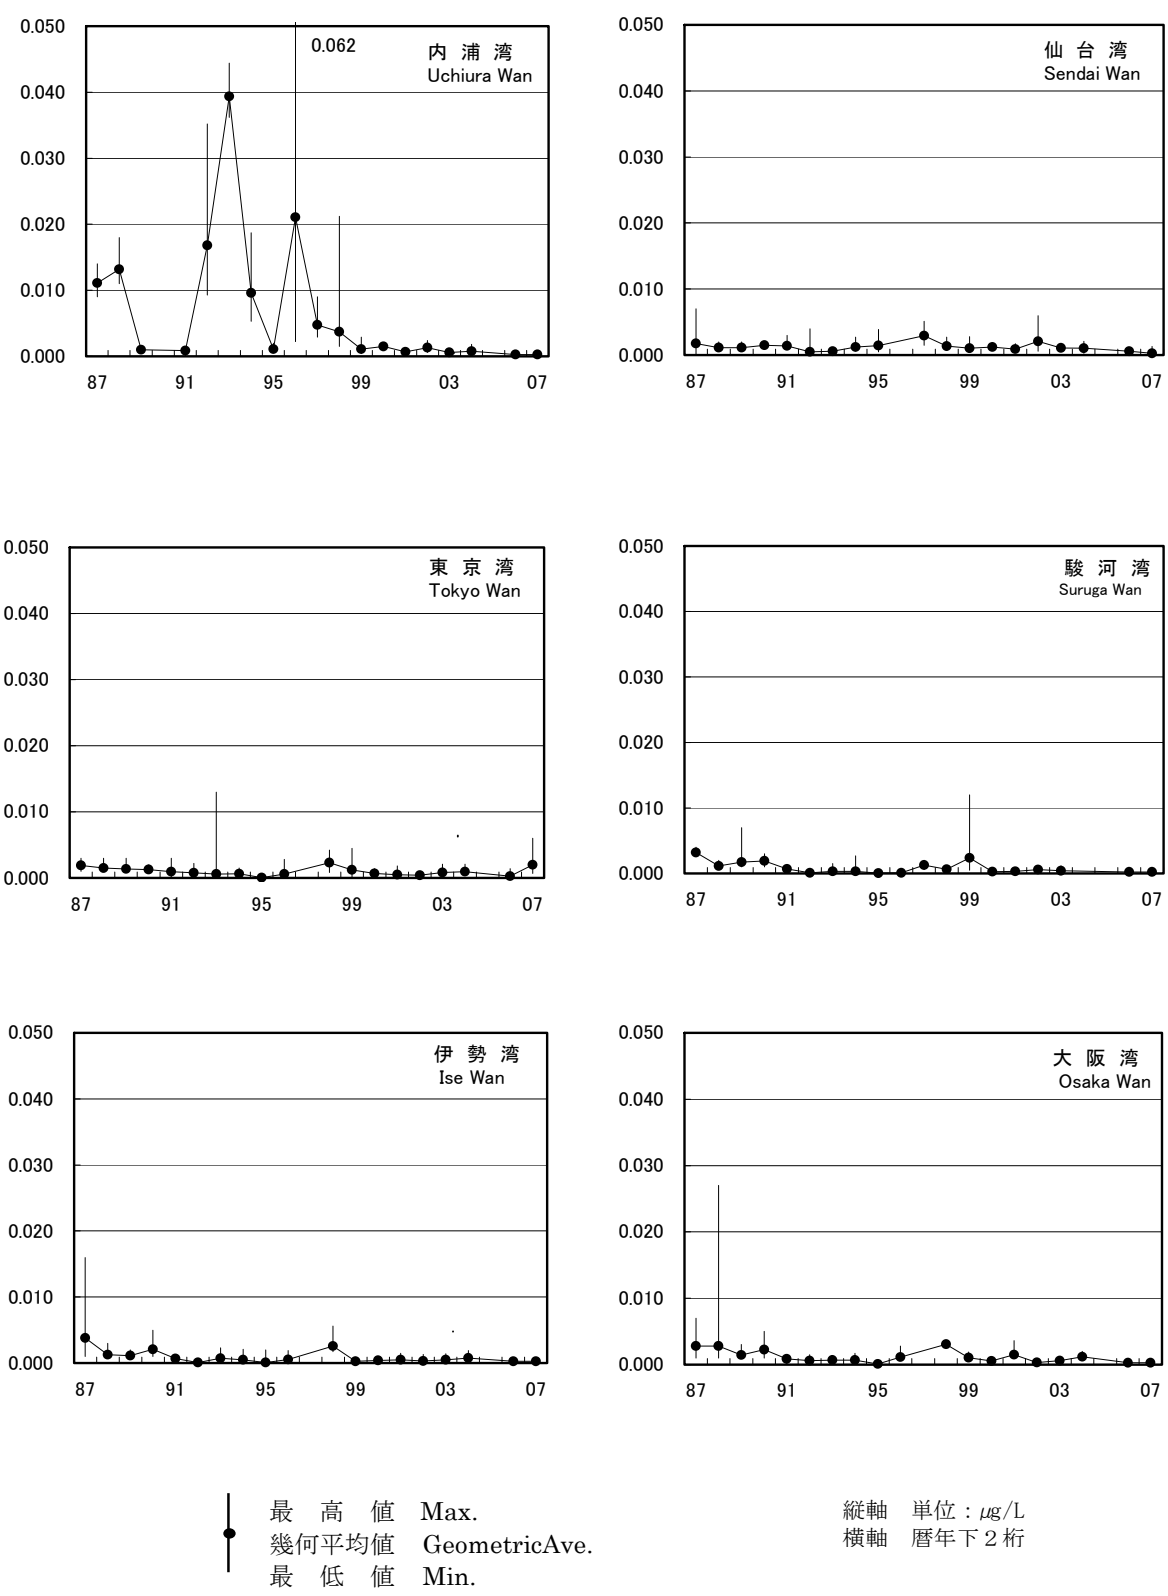 0.050
0.040
0.030
0.020
0.010
0.000
87 91 95 99 03 07
0.062
内 浦 湾
Uchiura Wan
0.050
0.040
0.030
0.020
0.010
0.000
87 91 95 99 03 07
仙 台 湾
Sendai Wan
0.050
0.040
0.030
0.020
0.010
0.000
87 91 95 99 03 07
東 京 湾
Tokyo Wan
0.050
0.040
0.030
0.020
0.010
0.000
87 91 95 99 03 07
駿 河 湾
Suruga Wan
0.050
0.040
0.030
0.020
0.010
0.000
87 91 95 99 03 07
伊 勢 湾
Ise Wan
0.050
0.040
0.030
0.020
0.010
0.000
87 91 95 99 03 07
大 阪 湾
Osaka Wan
最 高 値 Max.
幾何平均値 GeometricAve.
最 低 値 Min.
縦軸 単位：μg/L
横軸 暦年下２桁